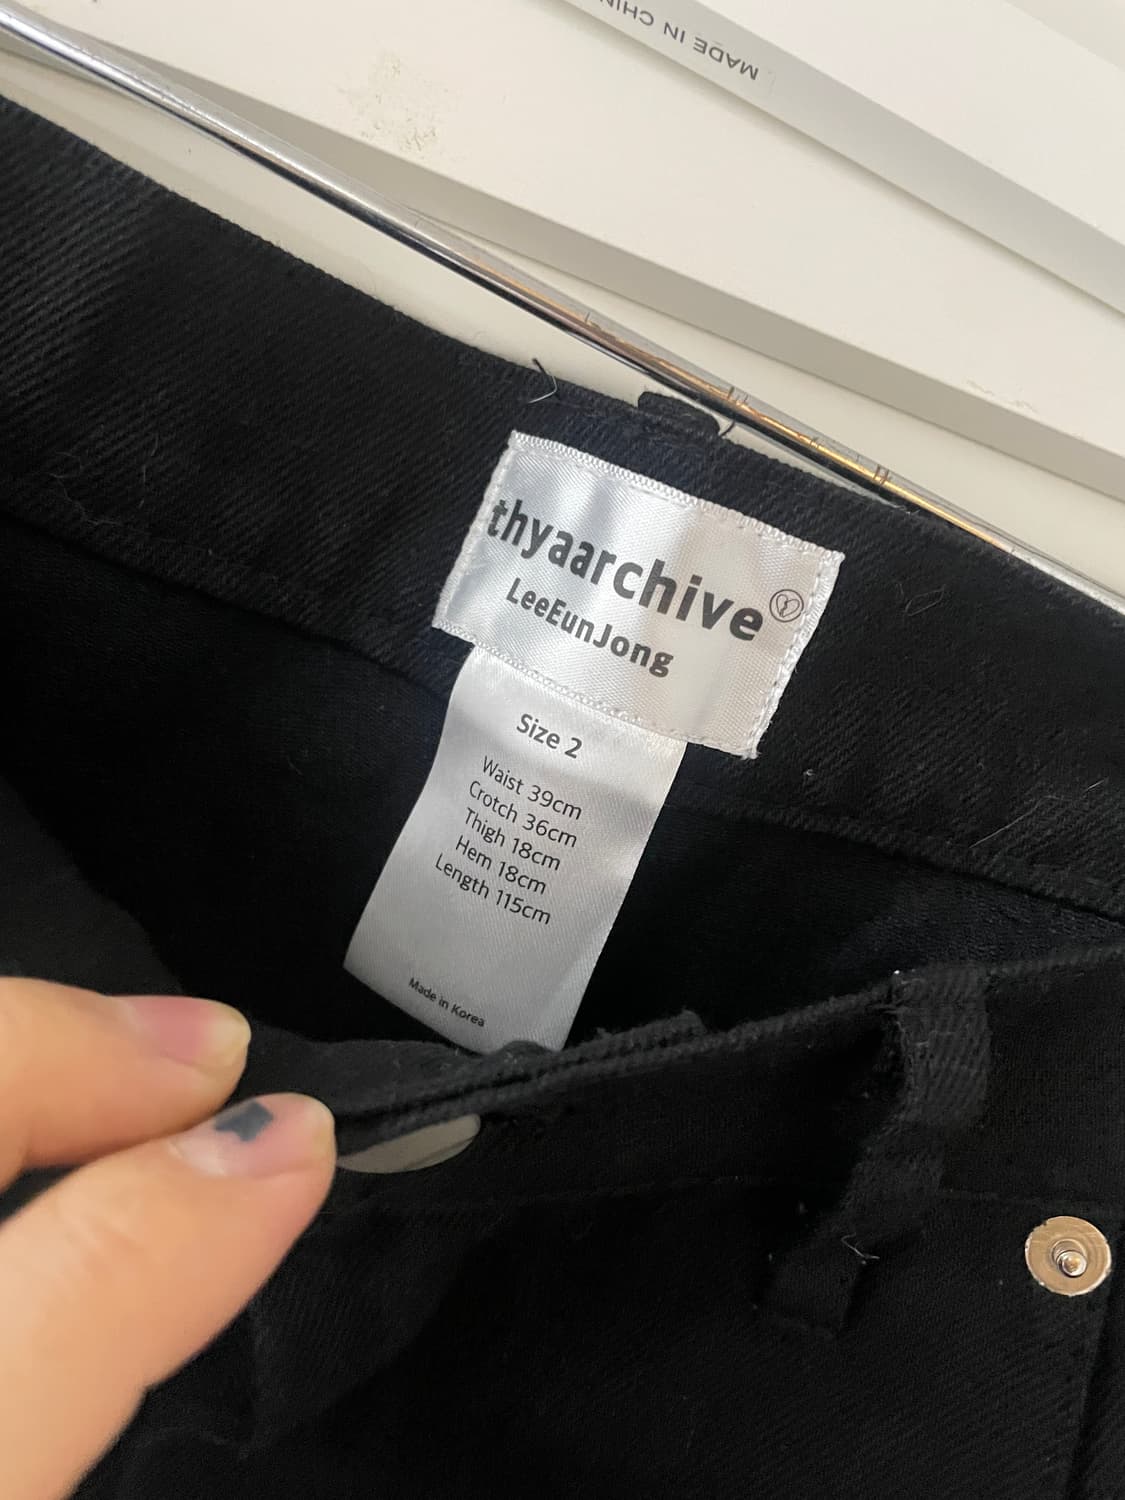 MADE IN CHIN
thyaarchive
LeeEunJong
Size 2
Waist 39cm
Crotch 36cm
Thigh 18cm
Hem 18cm
Length 115cm
Made in Korea